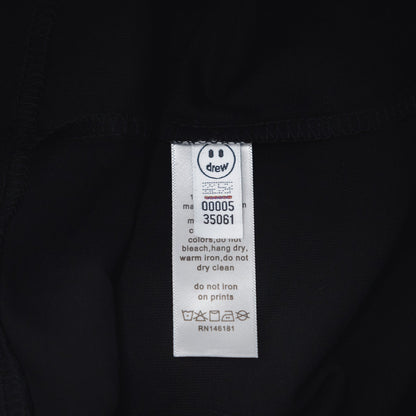 drew
00005
35061
colors,do not
bleach,hang dry,
warm iron,do not
dry clean
do not iron
on prints
RN146181